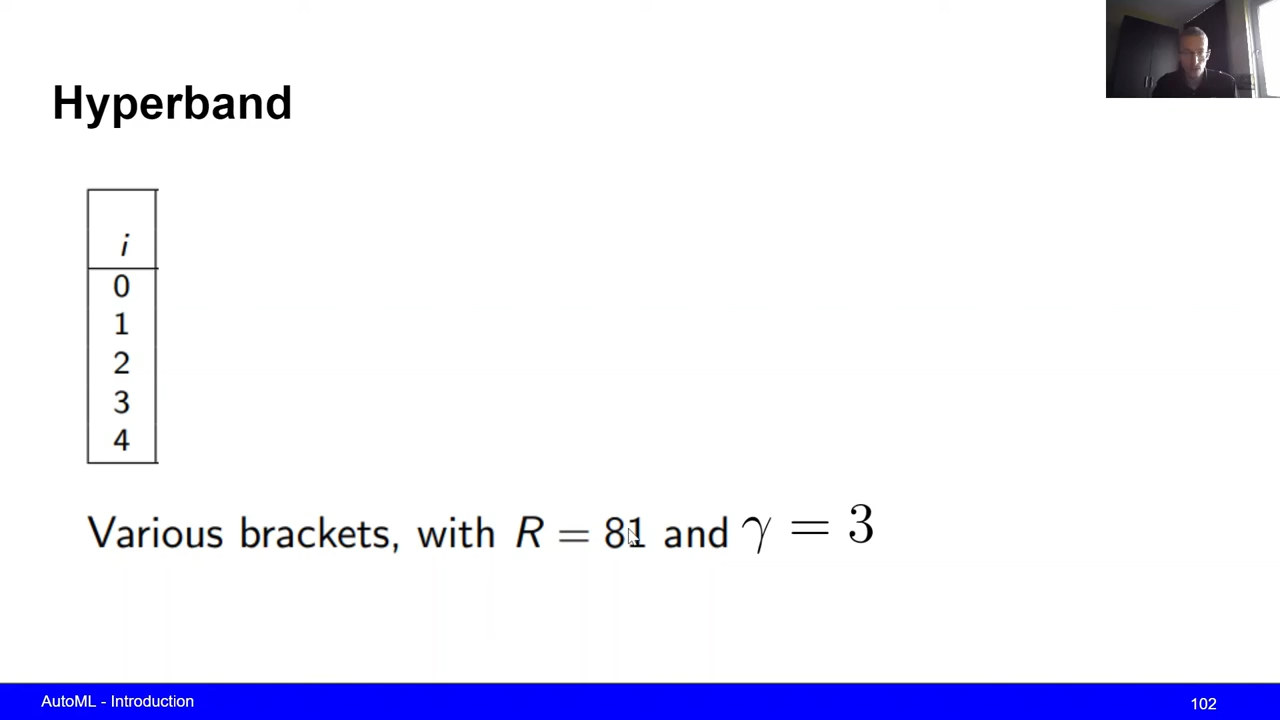 Hyperband
i
0
1
2
3
4
Various brackets, with R = 81 and γ = 3
AutoML - Introduction
102